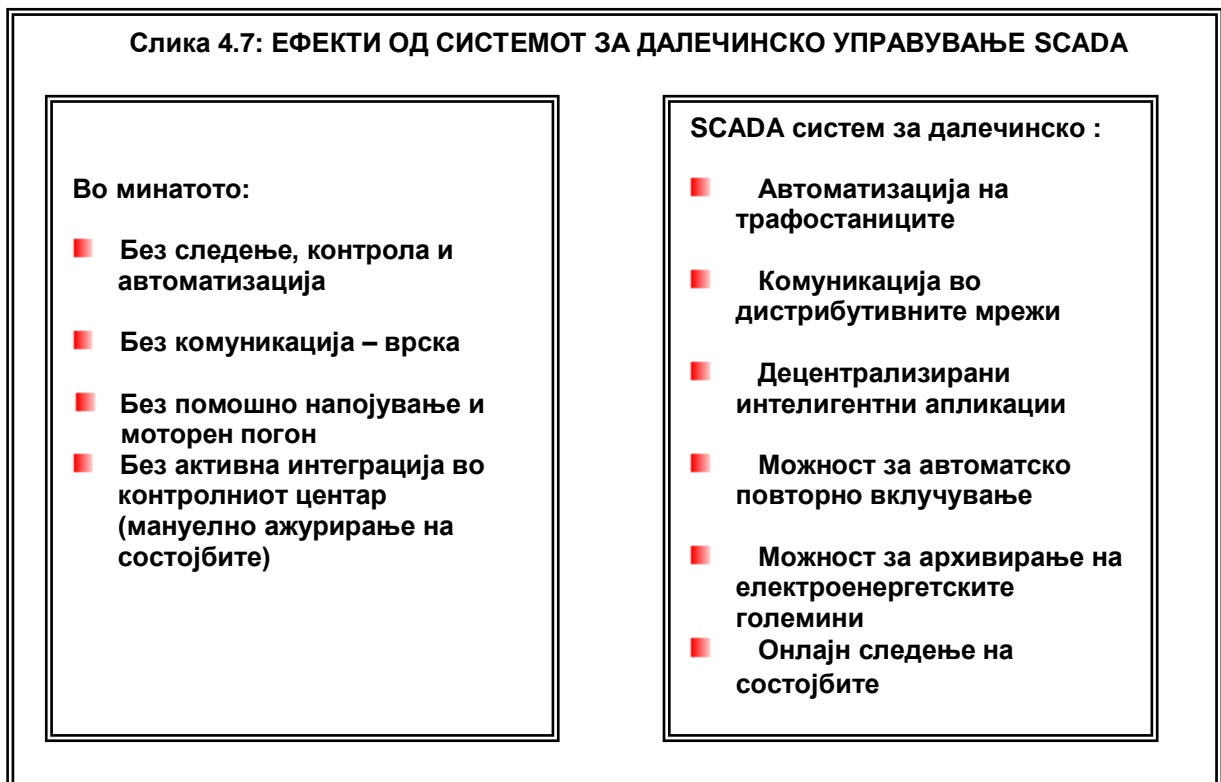 Слика 4.7: ЕФЕКТИ ОД СИСТЕМОТ ЗА ДАЛЕЧИНСКО УПРАВУВАЊЕ SCADA
Во минатото:
Без следење, контрола и
автоматизација
Без комуникација – врска
Без помошно напојување и
моторен погон
Без активна интеграција во
контролниот центар
(мануелно ажурирање на
состојбите)
SCADA систем за далечинско :
Автоматизација на
трафостаниците
Комуникација во
дистрибутивните мрежи
Децентрализирани
интелигентни апликации
Можност за автоматско
повторно вклучување
Можност за архивирање на
електроенергетските
големини
Онлајн следење на
состојбите